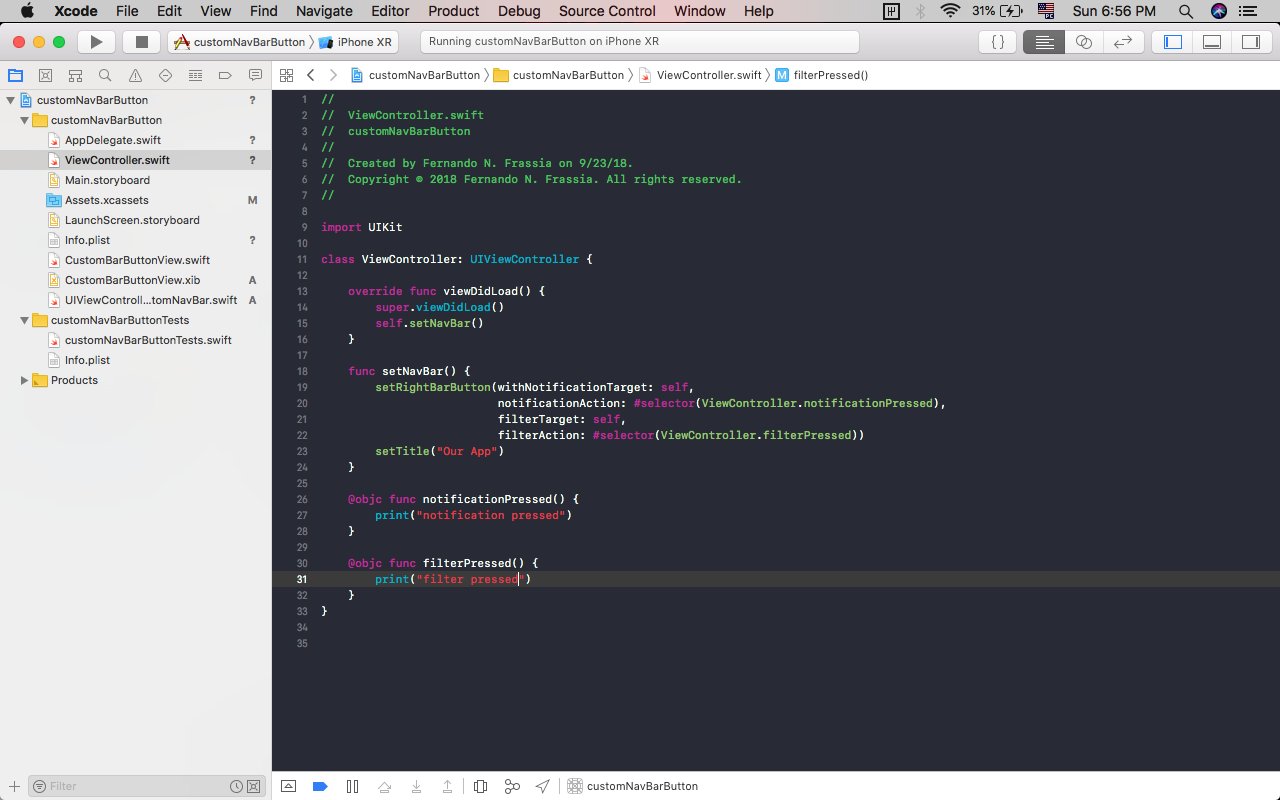 Xcode File Edit View Find Navigate Editor Product Debug Source Control Window Help 31% Sun 6:56 PM
customNavBarButton iPhone XR Running customNavBarButton on iPhone XR {}
customNavBarButton customNavBarButton ViewController.swift M filterPressed()
customNavBarButton ?
customNavBarButton
AppDelegate.swift ?
ViewController.swift ?
Main.storyboard
Assets.xcassets M
LaunchScreen.storyboard
Info.plist ?
CustomBarButtonView.swift
CustomBarButtonView.xib A
UIViewControll...tomNavBar.swift A
customNavBarButtonTests
customNavBarButtonTests.swift
Info.plist
Products
Filter
1 //
2 //  ViewController.swift
3 //  customNavBarButton
4 //
5 //  Created by Fernando N. Frassia on 9/23/18.
6 //  Copyright © 2018 Fernando N. Frassia. All rights reserved.
7 //
8
9 import UIKit
10
11 class ViewController: UIViewController {
12
13     override func viewDidLoad() {
14         super.viewDidLoad()
15         self.setNavBar()
16     }
17
18     func setNavBar() {
19         setRightBarButton(withNotificationTarget: self,
20                           notificationAction: #selector(ViewController.notificationPressed),
21                           filterTarget: self,
22                           filterAction: #selector(ViewController.filterPressed))
23         setTitle("Our App")
24     }
25
26     @objc func notificationPressed() {
27         print("notification pressed")
28     }
29
30     @objc func filterPressed() {
31         print("filter pressed")
32     }
33 }
34
35
customNavBarButton